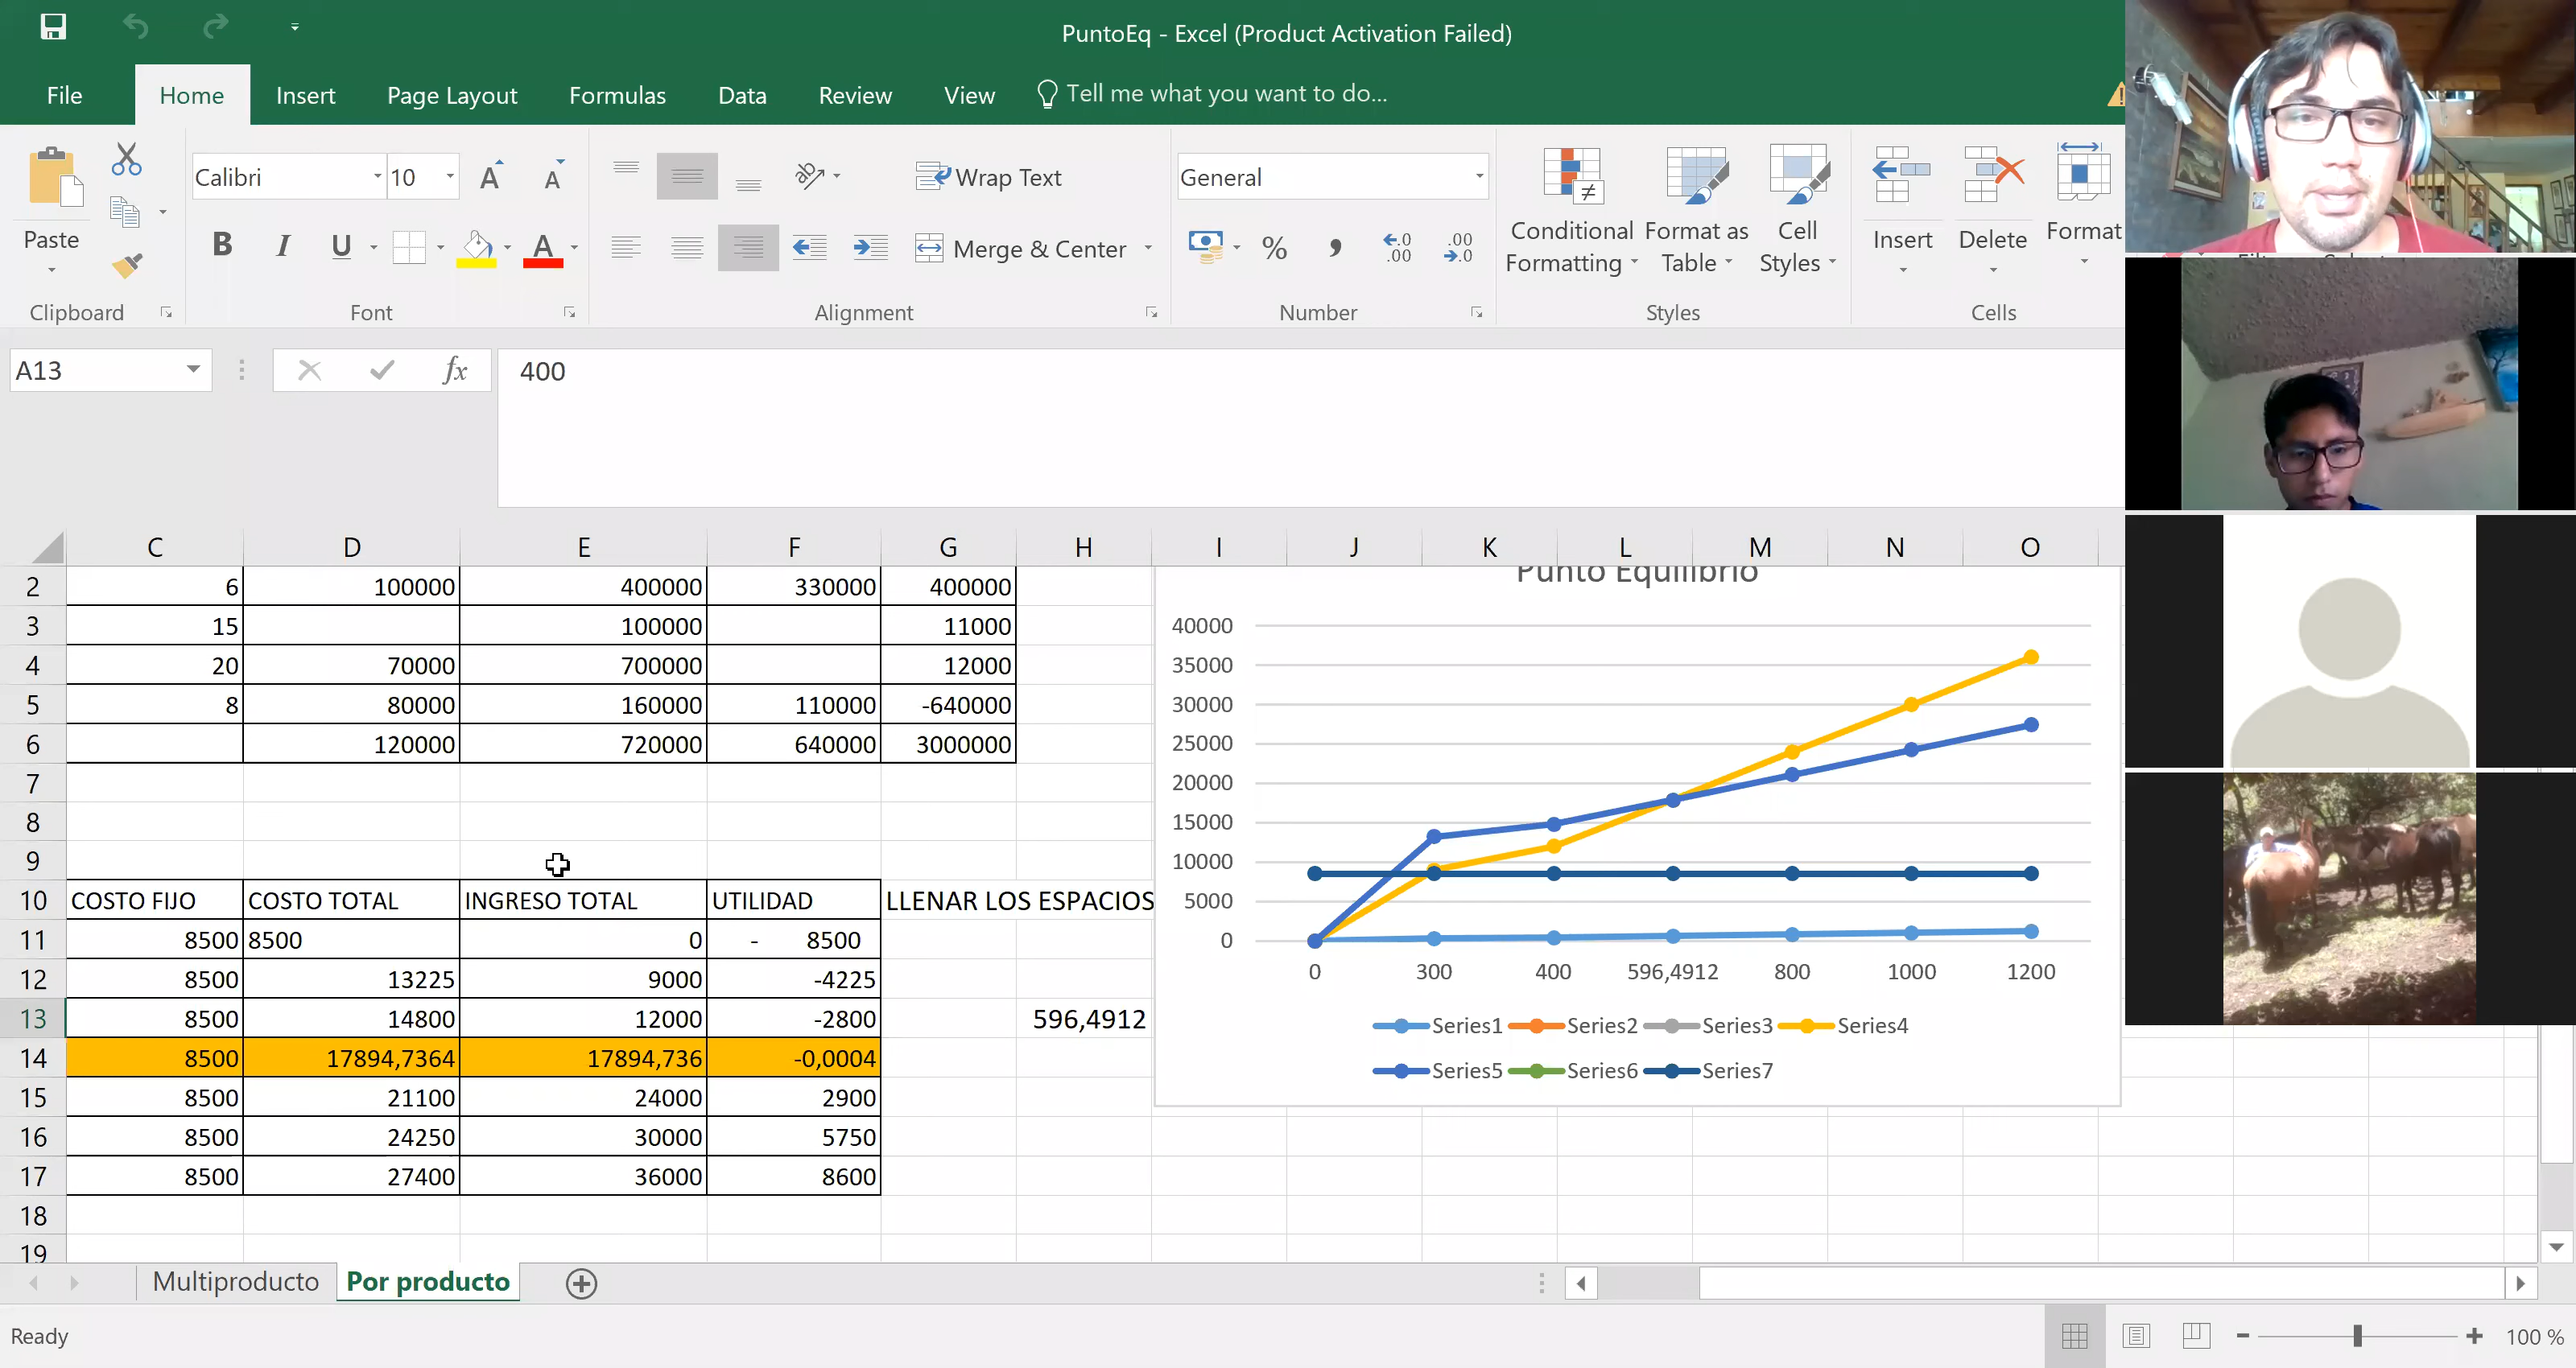 PuntoEq - Excel (Product Activation Failed)
File Home Insert Page Layout Formulas Data Review View Tell me what you want to do...
Calibri 10 A A Wrap Text General
Paste B I U A Merge & Center % , Conditional Formatting Format as Table Cell Styles Insert Delete Format
Clipboard Font Alignment Number Styles Cells
A13 fx 400
C D E F G H I J K L M N O
2 6 100000 400000 330000 400000
3 15 100000 11000
4 20 70000 700000 12000
5 8 80000 160000 110000 -640000
6 120000 720000 640000 3000000
7
8
9
10 COSTO FIJO COSTO TOTAL INGRESO TOTAL UTILIDAD LLENAR LOS ESPACIOS
11 8500 8500 0 - 8500
12 8500 13225 9000 -4225
13 8500 14800 12000 -2800 596,4912
14 8500 17894,7364 17894,736 -0,0004
15 8500 21100 24000 2900
16 8500 24250 30000 5750
17 8500 27400 36000 8600
18
19
Punto Equilibrio
40000
35000
30000
25000
20000
15000
10000
5000
0
0 300 400 596,4912 800 1000 1200
Series1 Series2 Series3 Series4
Series5 Series6 Series7
Multiproducto Por producto
Ready 100 %